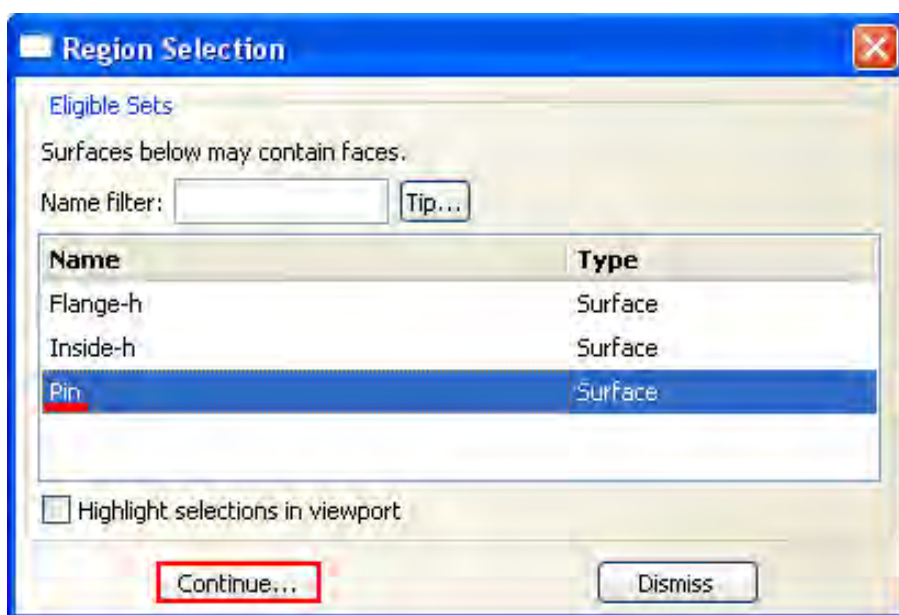 Region Selection
Eligible Sets
Surfaces below may contain faces.
Name filter: Tip...
Name Type
Flange-h Surface
Inside-h Surface
Pin Surface
Highlight selections in viewport
Continue... Dismiss